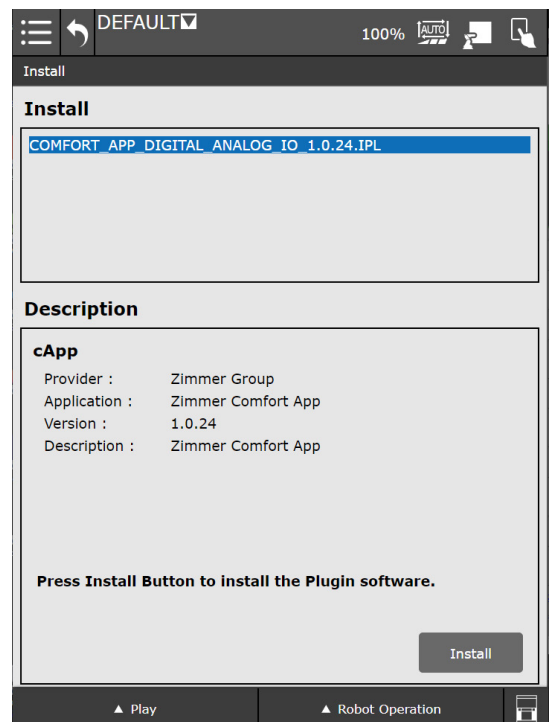 DEFAULT
100% AUTO
Install
Install
COMFORT_APP_DIGITAL_ANALOG_IO_1.0.24.IPL
Description
cApp
Provider : Zimmer Group
Application : Zimmer Comfort App
Version : 1.0.24
Description : Zimmer Comfort App
Press Install Button to install the Plugin software.
Install
▲ Play ▲ Robot Operation